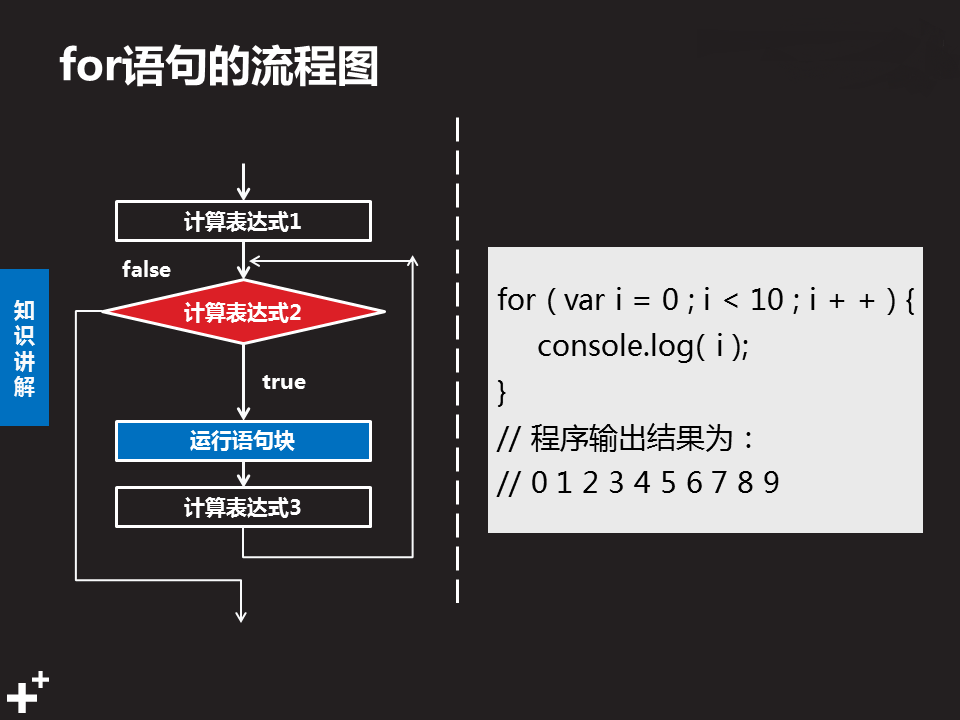 for语句的流程图
知识讲解
计算表达式1
false
计算表达式2
true
运行语句块
计算表达式3
for ( var i = 0 ; i < 10 ; i + + ) {
console.log( i );
}
// 程序输出结果为：
// 0 1 2 3 4 5 6 7 8 9